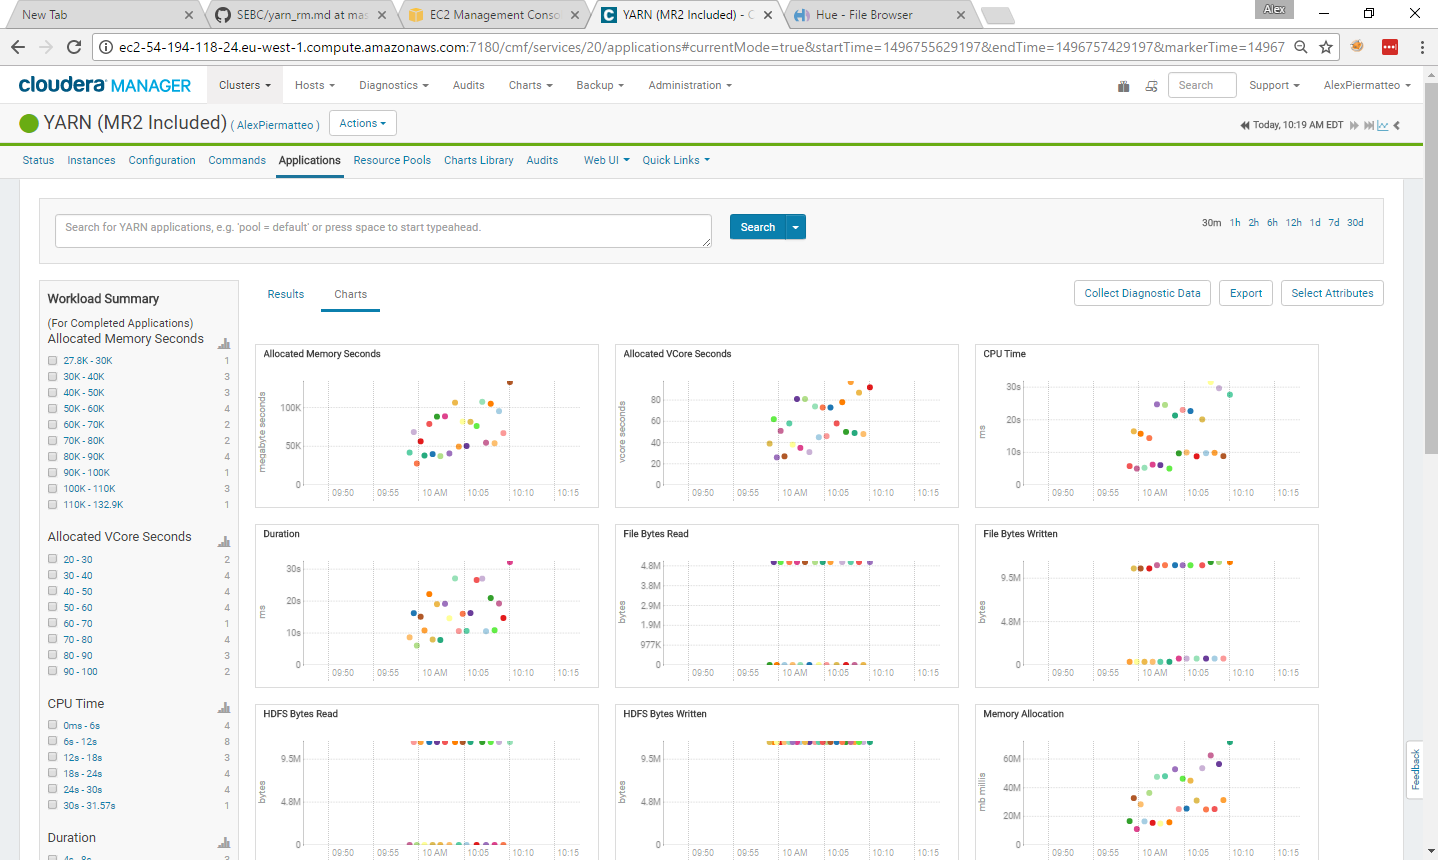 New Tab
SEBC/yarn_rm.md at mas
EC2 Management Conso
YARN (MR2 Included) - C
Hue - File Browser
Alex
ec2-54-194-118-24.eu-west-1.compute.amazonaws.com:7180/cmf/services/20/applications#currentMode=true&startTime=1496755629197&endTime=1496757429197&markerTime=14967
cloudera MANAGER
Clusters
Hosts
Diagnostics
Audits
Charts
Backup
Administration
Search
Support
AlexPiermatteo
YARN (MR2 Included) ( AlexPiermatteo )
Actions
Today, 10:19 AM EDT
Status
Instances
Configuration
Commands
Applications
Resource Pools
Charts Library
Audits
Web UI
Quick Links
Search for YARN applications, e.g. 'pool = default' or press space to start typeahead.
Search
30m 1h 2h 6h 12h 1d 7d 30d
Workload Summary
(For Completed Applications)
Allocated Memory Seconds
27.8K - 30K 1
30K - 40K 3
40K - 50K 3
50K - 60K 4
60K - 70K 2
70K - 80K 2
80K - 90K 4
90K - 100K 1
100K - 110K 3
110K - 132.9K 1
Allocated VCore Seconds
20 - 30 2
30 - 40 4
40 - 50 4
50 - 60 4
60 - 70 1
70 - 80 4
80 - 90 3
90 - 100 2
CPU Time
0ms - 6s 4
6s - 12s 8
12s - 18s 3
18s - 24s 4
24s - 30s 4
30s - 31.57s 1
Duration
4s - 8s 3
Results
Charts
Collect Diagnostic Data
Export
Select Attributes
Allocated Memory Seconds
megabyte seconds
100K
50K
0
09:50 09:55 10 AM 10:05 10:10 10:15
Allocated VCore Seconds
vcore seconds
80
60
40
20
0
09:50 09:55 10 AM 10:05 10:10 10:15
CPU Time
ms
30s
20s
10s
0
09:50 09:55 10 AM 10:05 10:10 10:15
Duration
ms
30s
20s
10s
0
09:50 09:55 10 AM 10:05 10:10 10:15
File Bytes Read
bytes
4.8M
3.8M
2.9M
1.9M
977K
0
09:50 09:55 10 AM 10:05 10:10 10:15
File Bytes Written
bytes
9.5M
4.8M
0
09:50 09:55 10 AM 10:05 10:10 10:15
HDFS Bytes Read
bytes
9.5M
4.8M
0
09:50 09:55 10 AM 10:05 10:10 10:15
HDFS Bytes Written
bytes
9.5M
4.8M
0
09:50 09:55 10 AM 10:05 10:10 10:15
Memory Allocation
mb millis
60M
40M
20M
0
09:50 09:55 10 AM 10:05 10:10 10:15
Feedback